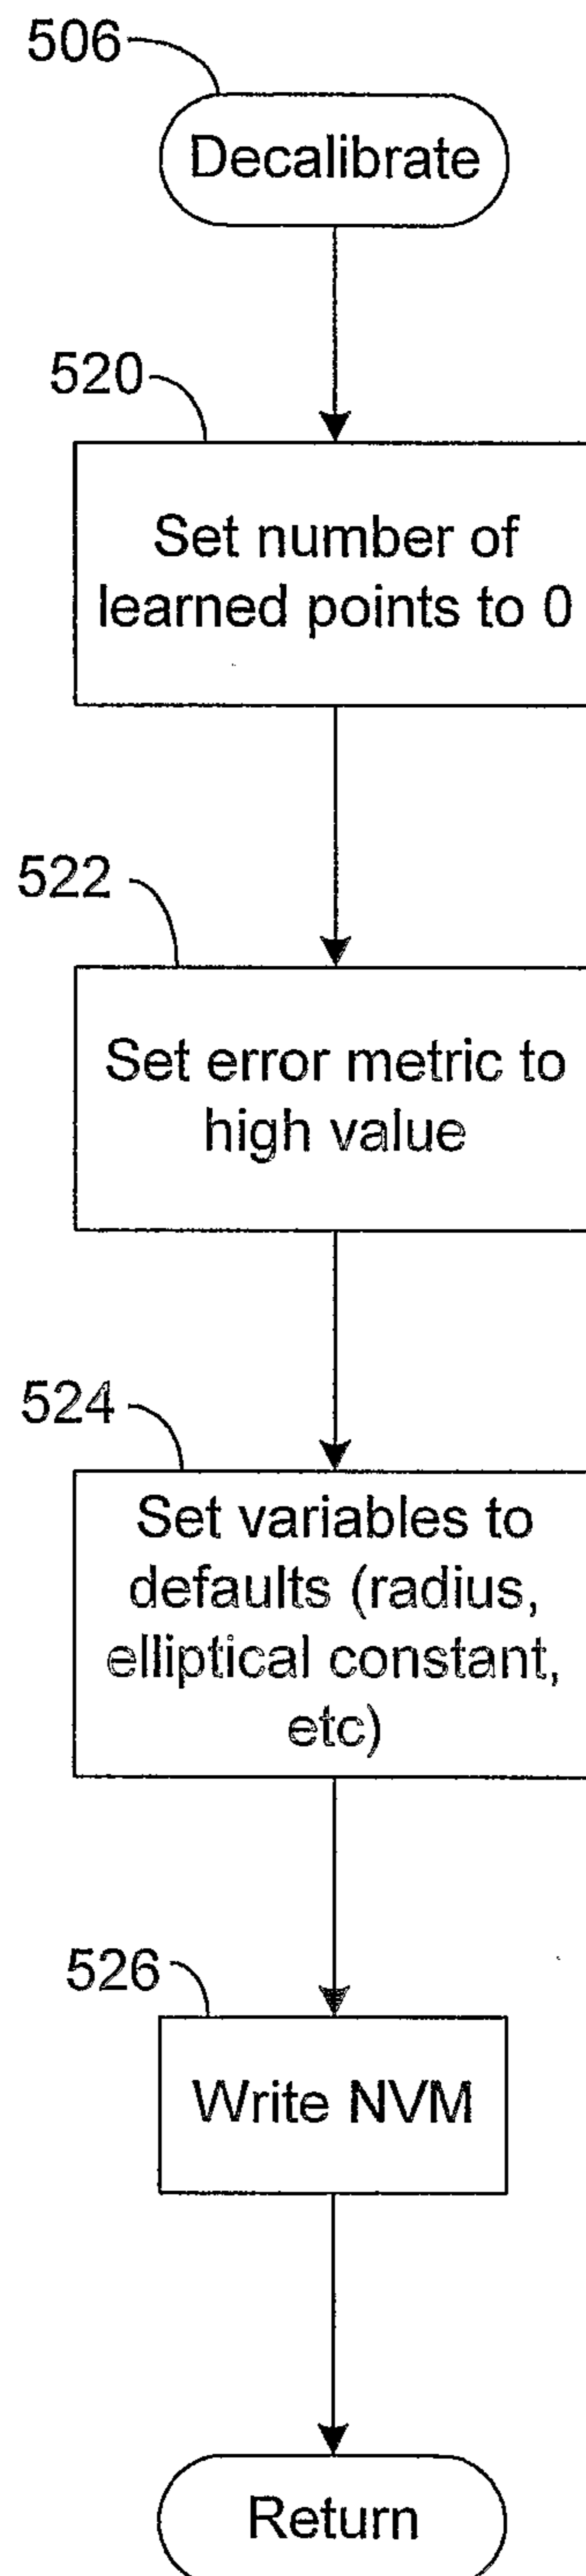 506
Decalibrate
520
Set number of
learned points to 0
522
Set error metric to
high value
524
Set variables to
defaults (radius,
elliptical constant,
etc)
526
Write NVM
Return